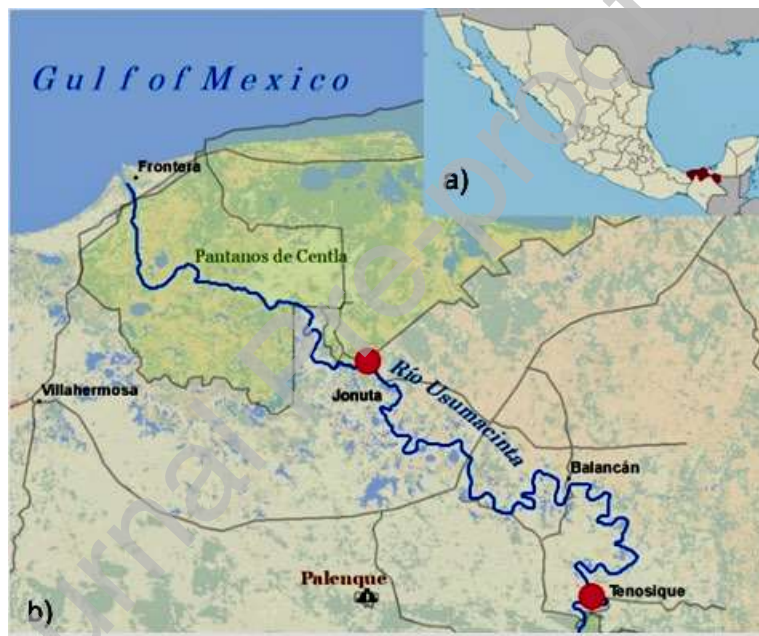 Gulf of Mexico
a)
Frontera
Pantanos de Centla
Río Usumacinta
Villahermosa
Jonuta
Balancán
Palenque
Tenosique
b)